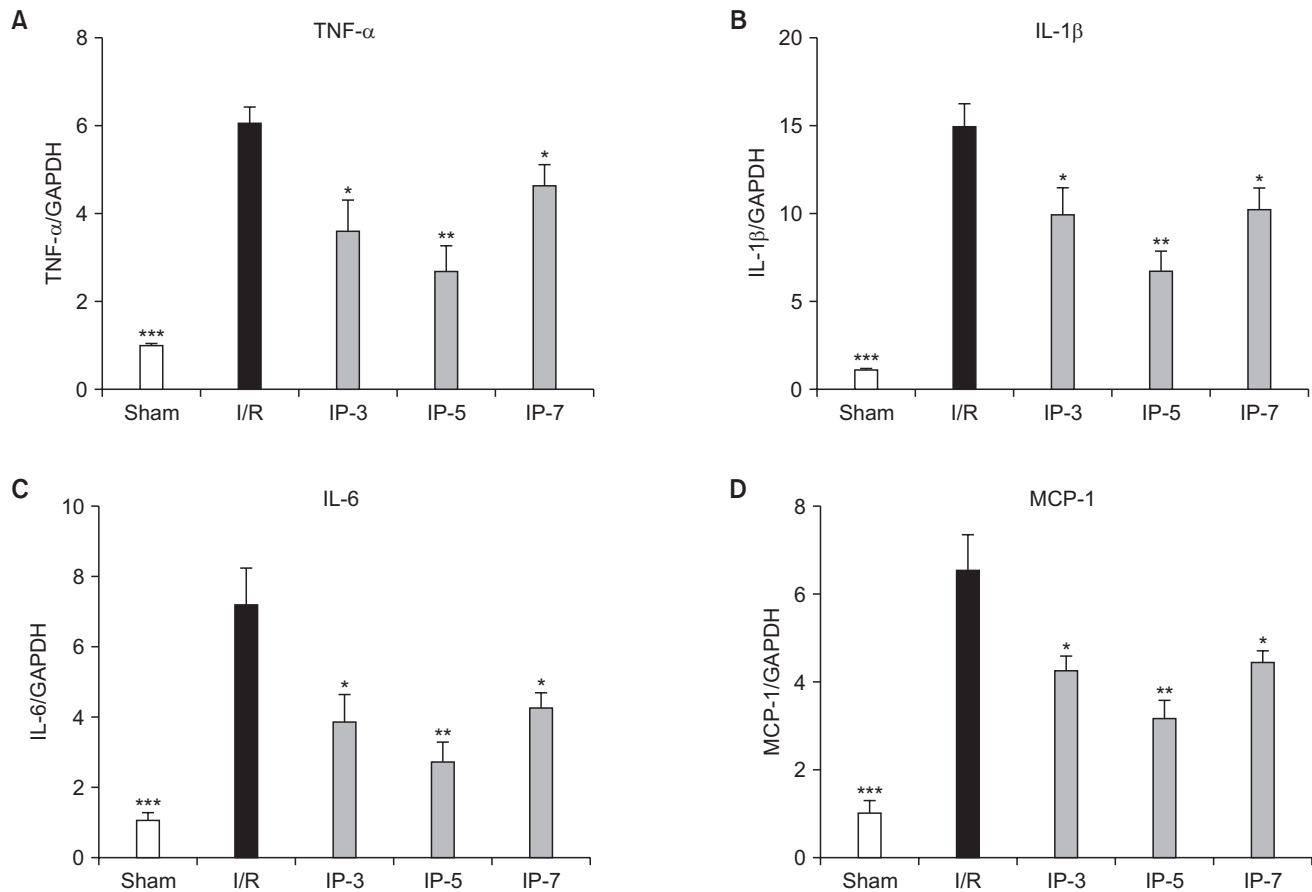 A
TNF-α
TNF-α/GAPDH
8
6
4
2
0
***
*
**
*
Sham I/R IP-3 IP-5 IP-7
B
IL-1β
IL-1β/GAPDH
20
15
10
5
0
***
*
**
*
Sham I/R IP-3 IP-5 IP-7
C
IL-6
IL-6/GAPDH
10
8
6
4
2
0
***
*
**
*
Sham I/R IP-3 IP-5 IP-7
D
MCP-1
MCP-1/GAPDH
8
6
4
2
0
***
*
**
*
Sham I/R IP-3 IP-5 IP-7